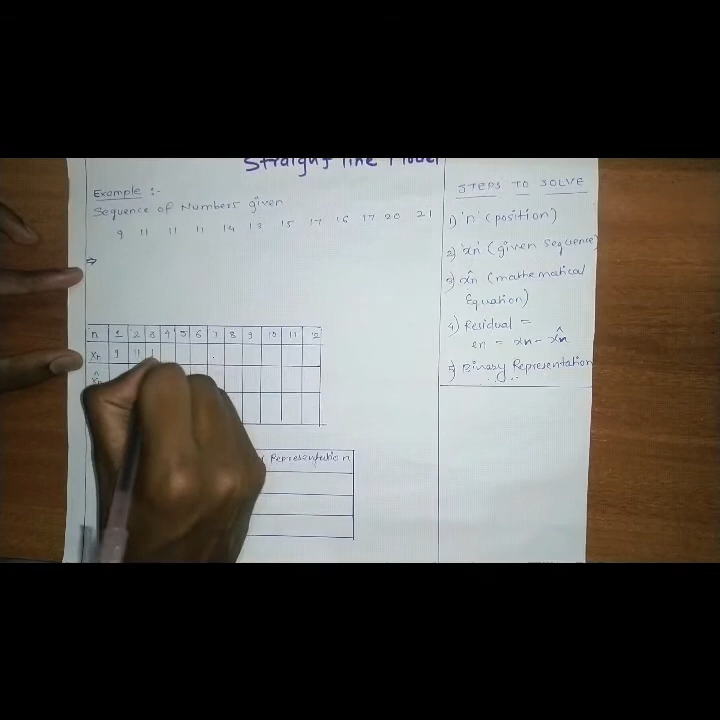 Straight line Model
Example :-
Sequence of Numbers given
9 11 11 11 14 13 15 17 16 17 20 21
⇒
n 1 2 3 4 5 6 7 8 9 10 11 12
xn 9 11
x̂n
Representation
STEPS TO SOLVE
1) 'n' (position)
2) 'xn' (given sequence)
3) x̂n (mathematical
Equation)
4) Residual =
en = xn - x̂n
5) Binary Representation